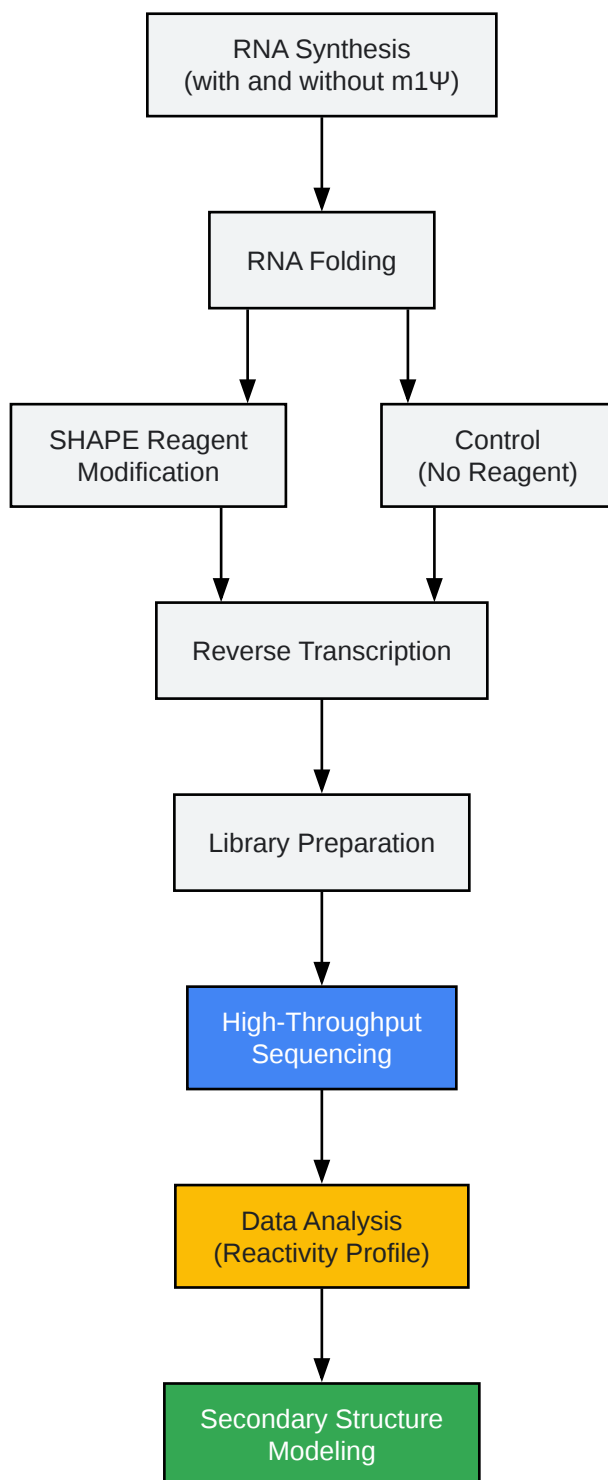 RNA Synthesis
(with and without m1Ψ)
RNA Folding
SHAPE Reagent
Modification
Control
(No Reagent)
Reverse Transcription
Library Preparation
High-Throughput
Sequencing
Data Analysis
(Reactivity Profile)
Secondary Structure
Modeling